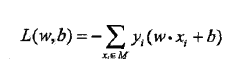 L(w,b) = -∑_{x_i∈M} y_i(w·x_i + b)